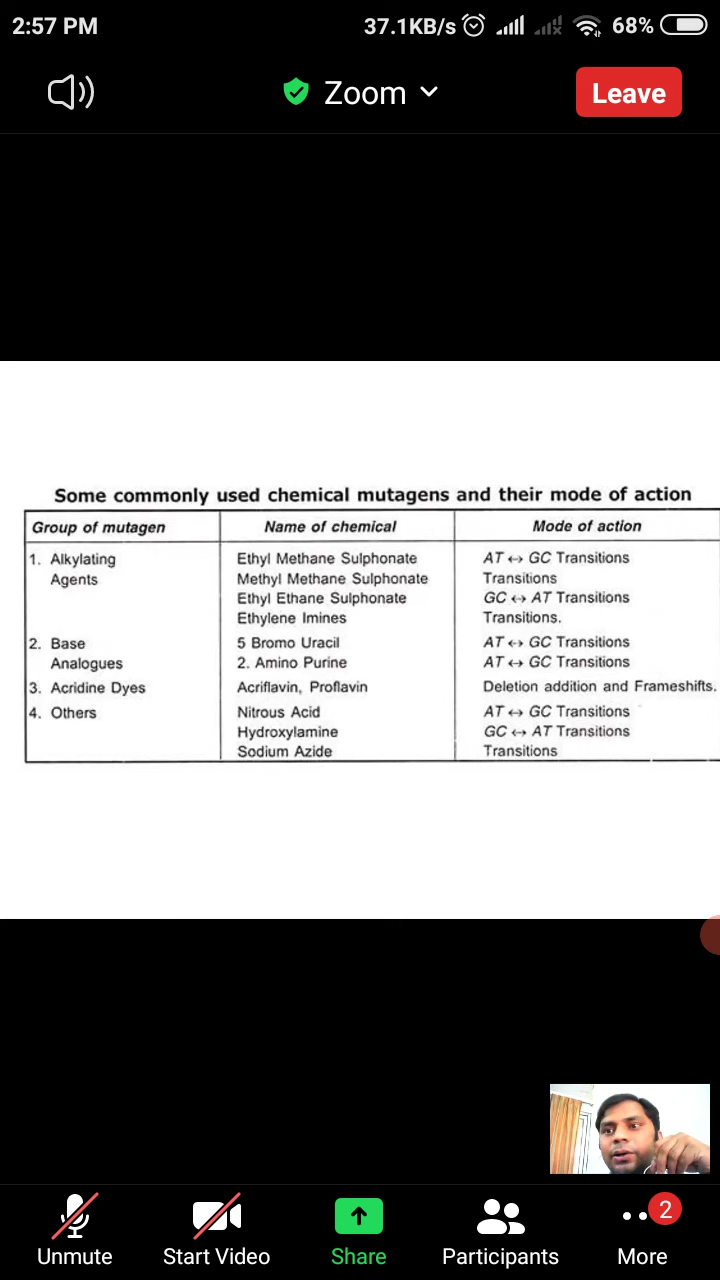 2:57 PM 37.1KB/s 68%
Zoom Leave
Some commonly used chemical mutagens and their mode of action
Group of mutagen Name of chemical Mode of action
1. Alkylating Ethyl Methane Sulphonate AT ↔ GC Transitions
Agents Methyl Methane Sulphonate Transitions
Ethyl Ethane Sulphonate GC ↔ AT Transitions
Ethylene Imines Transitions.
2. Base 5 Bromo Uracil AT ↔ GC Transitions
Analogues 2. Amino Purine AT ↔ GC Transitions
3. Acridine Dyes Acriflavin, Proflavin Deletion addition and Frameshifts.
4. Others Nitrous Acid AT ↔ GC Transitions
Hydroxylamine GC ↔ AT Transitions
Sodium Azide Transitions
2
Unmute Start Video Share Participants More